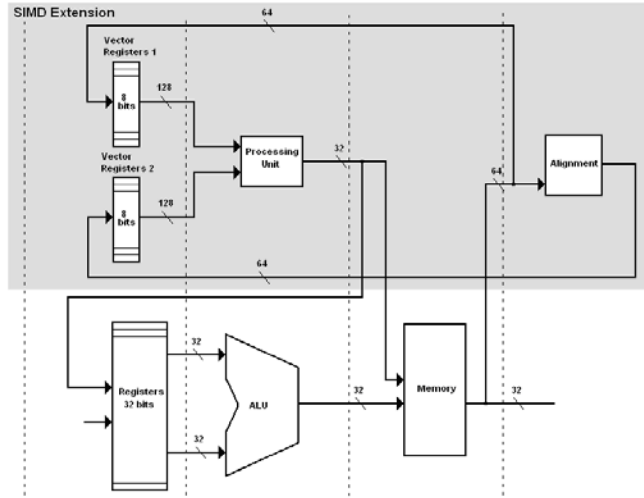 SIMD Extension
64
Vector
Registers 1
8
bits
128
Processing
Unit
32
Alignment
Vector
Registers 2
8
bits
128
64
64
Registers
32 bits
32
32
ALU
32
Memory
32